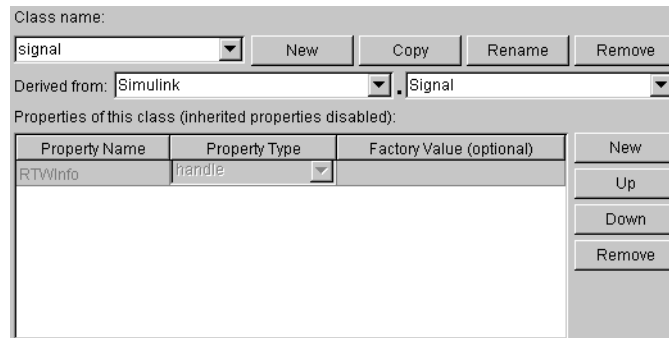 Class name:
signal New Copy Rename Remove
Derived from: Simulink . Signal
Properties of this class (inherited properties disabled):
Property Name Property Type Factory Value (optional) New
RTWInfo handle
Up
Down
Remove